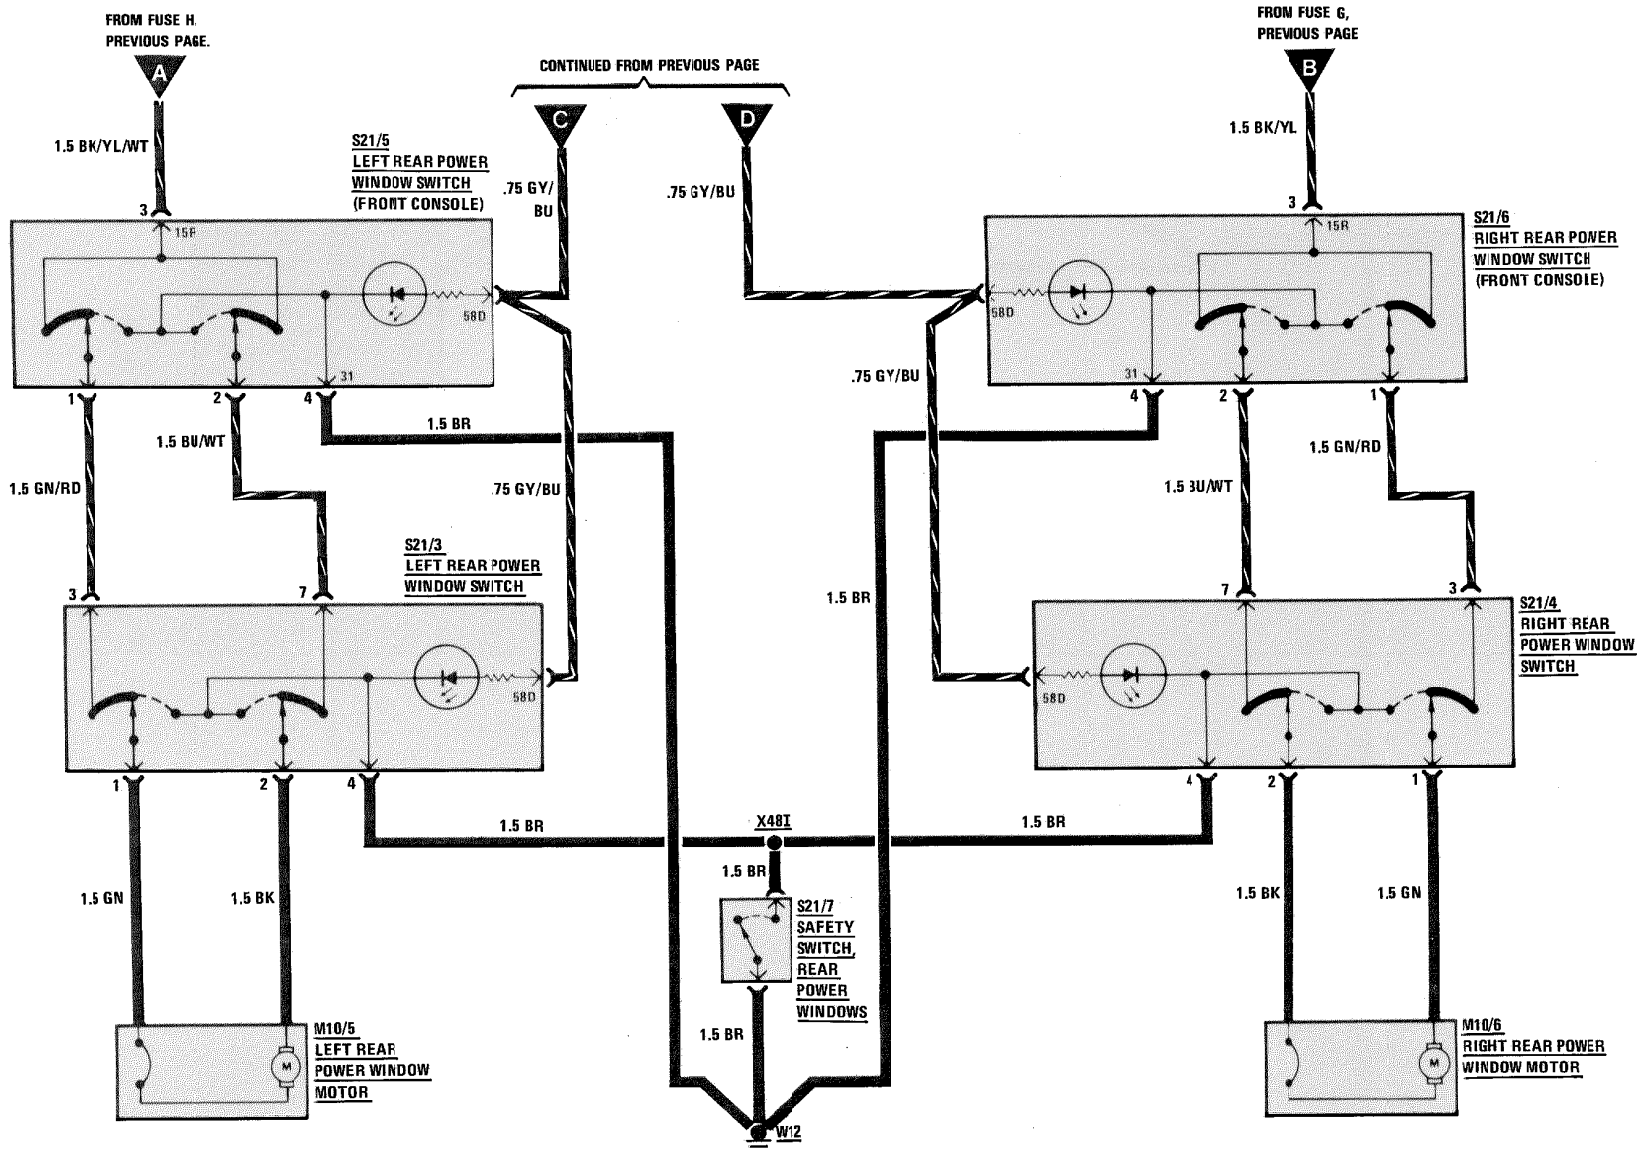 FROM FUSE H,
PREVIOUS PAGE.
A
1.5 BK/YL/WT
3
15R
S21/5
LEFT REAR POWER
WINDOW SWITCH
(FRONT CONSOLE)
58D
31
1
2
4
CONTINUED FROM PREVIOUS PAGE
C
D
.75 GY/
BU
.75 GY/BU
FROM FUSE G,
PREVIOUS PAGE
B
1.5 BK/YL
3
15R
S21/6
RIGHT REAR POWER
WINDOW SWITCH
(FRONT CONSOLE)
58D
31
4
2
1
1.5 GN/RD
1.5 BU/WT
1.5 BR
.75 GY/BU
.75 GY/BU
1.5 BR
1.5 BU/WT
1.5 GN/RD
3
7
S21/3
LEFT REAR POWER
WINDOW SWITCH
58D
1
2
4
7
3
S21/4
RIGHT REAR
POWER WINDOW
SWITCH
58D
4
2
1
1.5 BR
X48I
1.5 BR
1.5 BR
S21/7
SAFETY
SWITCH,
REAR
POWER
WINDOWS
1.5 BR
W12
1.5 GN
1.5 BK
M10/5
LEFT REAR
POWER WINDOW
MOTOR
M
1.5 BK
1.5 GN
M10/6
RIGHT REAR POWER
WINDOW MOTOR
M